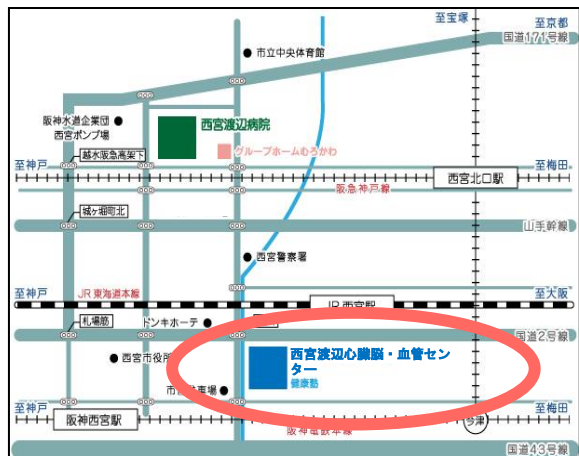 至宝塚
至京都
国道171号線
市立中央体育館
阪神水道企業団
西宮ポンプ場
西宮渡辺病院
グループホームむろかわ
越水阪急高架下
至神戸
至梅田
西宮北口駅
阪急神戸線
城ヶ堀町北
山手幹線
西宮警察署
至神戸
JR東海道本線
至大阪
JR西宮駅
札場筋
ドンキホーテ
国道2号線
西宮渡辺心臓脳・血管セン
ター
健康塾
西宮市役所
至神戸
至梅田
阪神西宮駅
今津
阪神電鉄本線
国道43号線